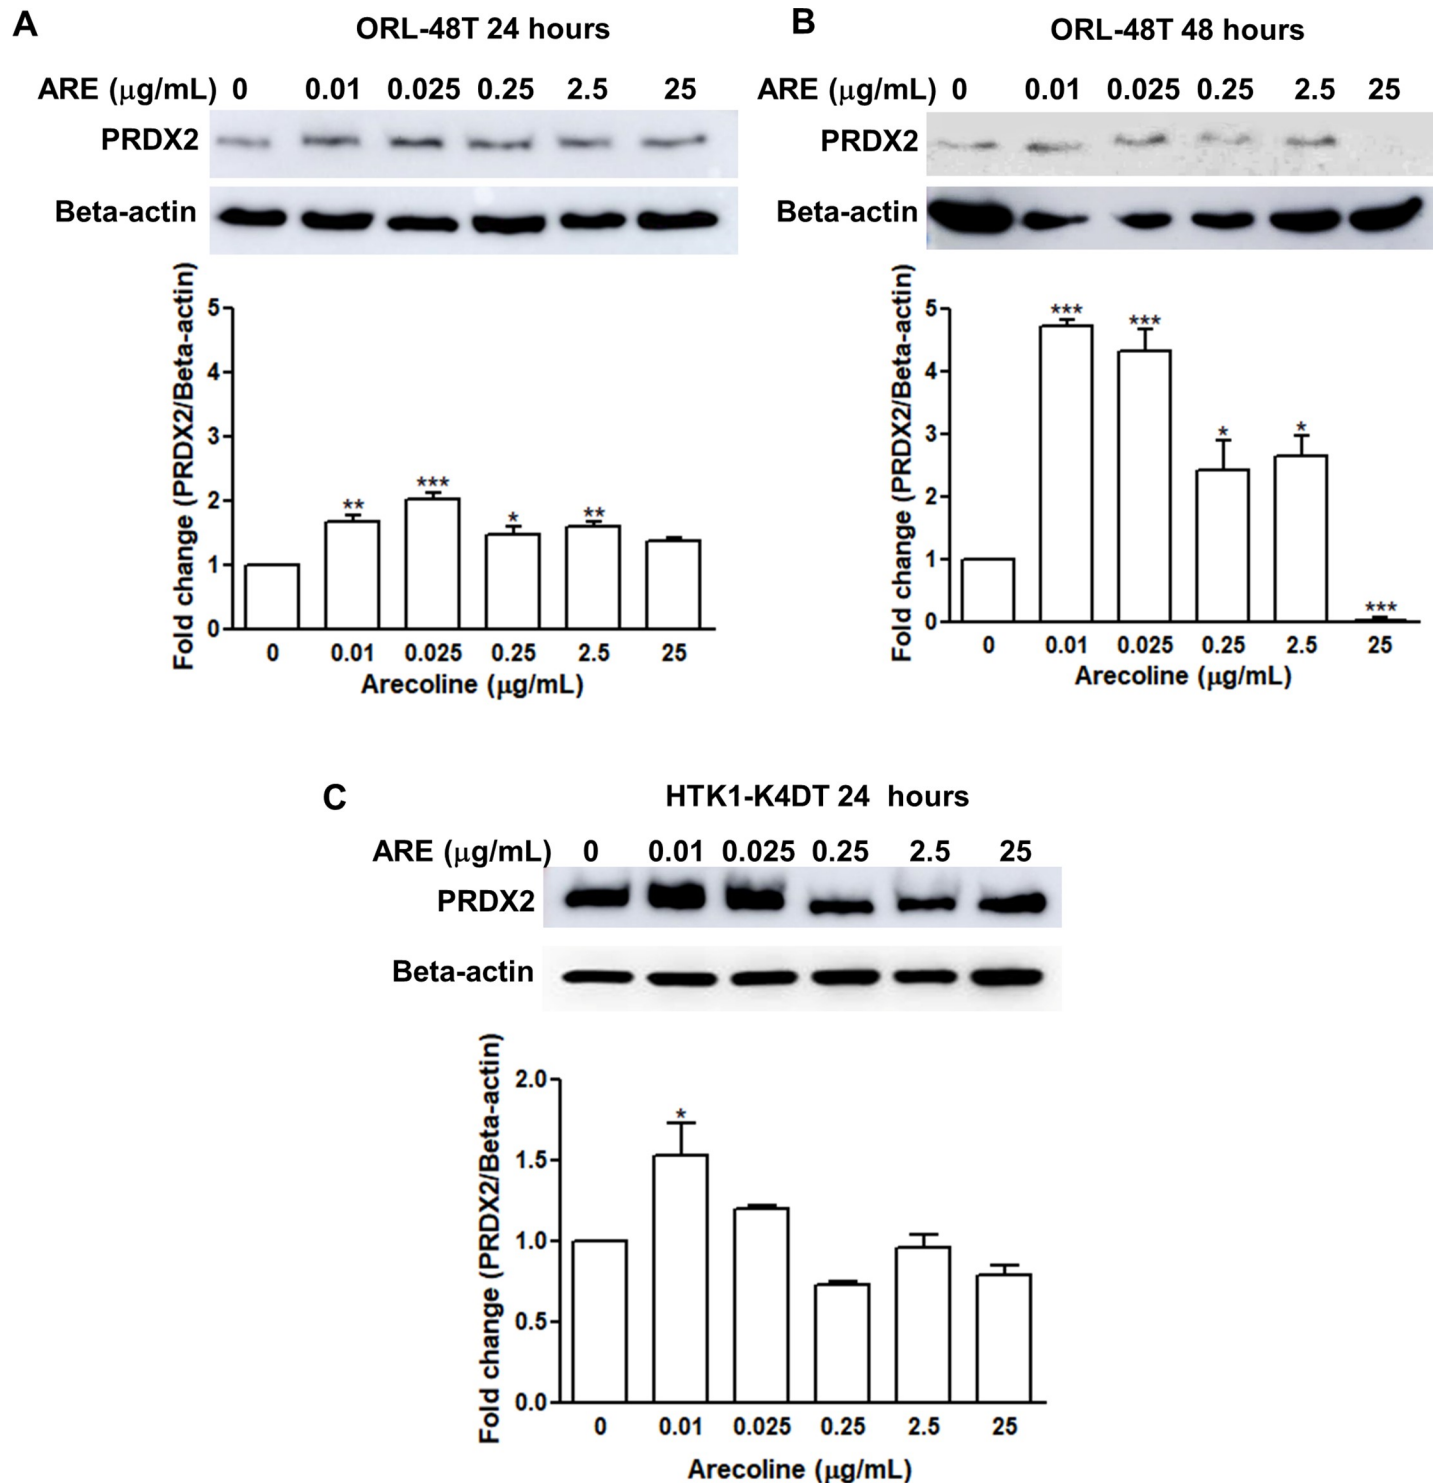 A
ORL-48T 24 hours
ARE (μg/mL) 0 0.01 0.025 0.25 2.5 25
PRDX2
Beta-actin
Fold change (PRDX2/Beta-actin)
5
4
3
2
1
0
** *** * **
0 0.01 0.025 0.25 2.5 25
Arecoline (μg/mL)
B
ORL-48T 48 hours
ARE (μg/mL) 0 0.01 0.025 0.25 2.5 25
PRDX2
Beta-actin
Fold change (PRDX2/Beta-actin)
5
4
3
2
1
0
*** *** * * ***
0 0.01 0.025 0.25 2.5 25
Arecoline (μg/mL)
C
HTK1-K4DT 24 hours
ARE (μg/mL) 0 0.01 0.025 0.25 2.5 25
PRDX2
Beta-actin
Fold change (PRDX2/Beta-actin)
2.0
1.5
1.0
0.5
0.0
*
0 0.01 0.025 0.25 2.5 25
Arecoline (μg/mL)